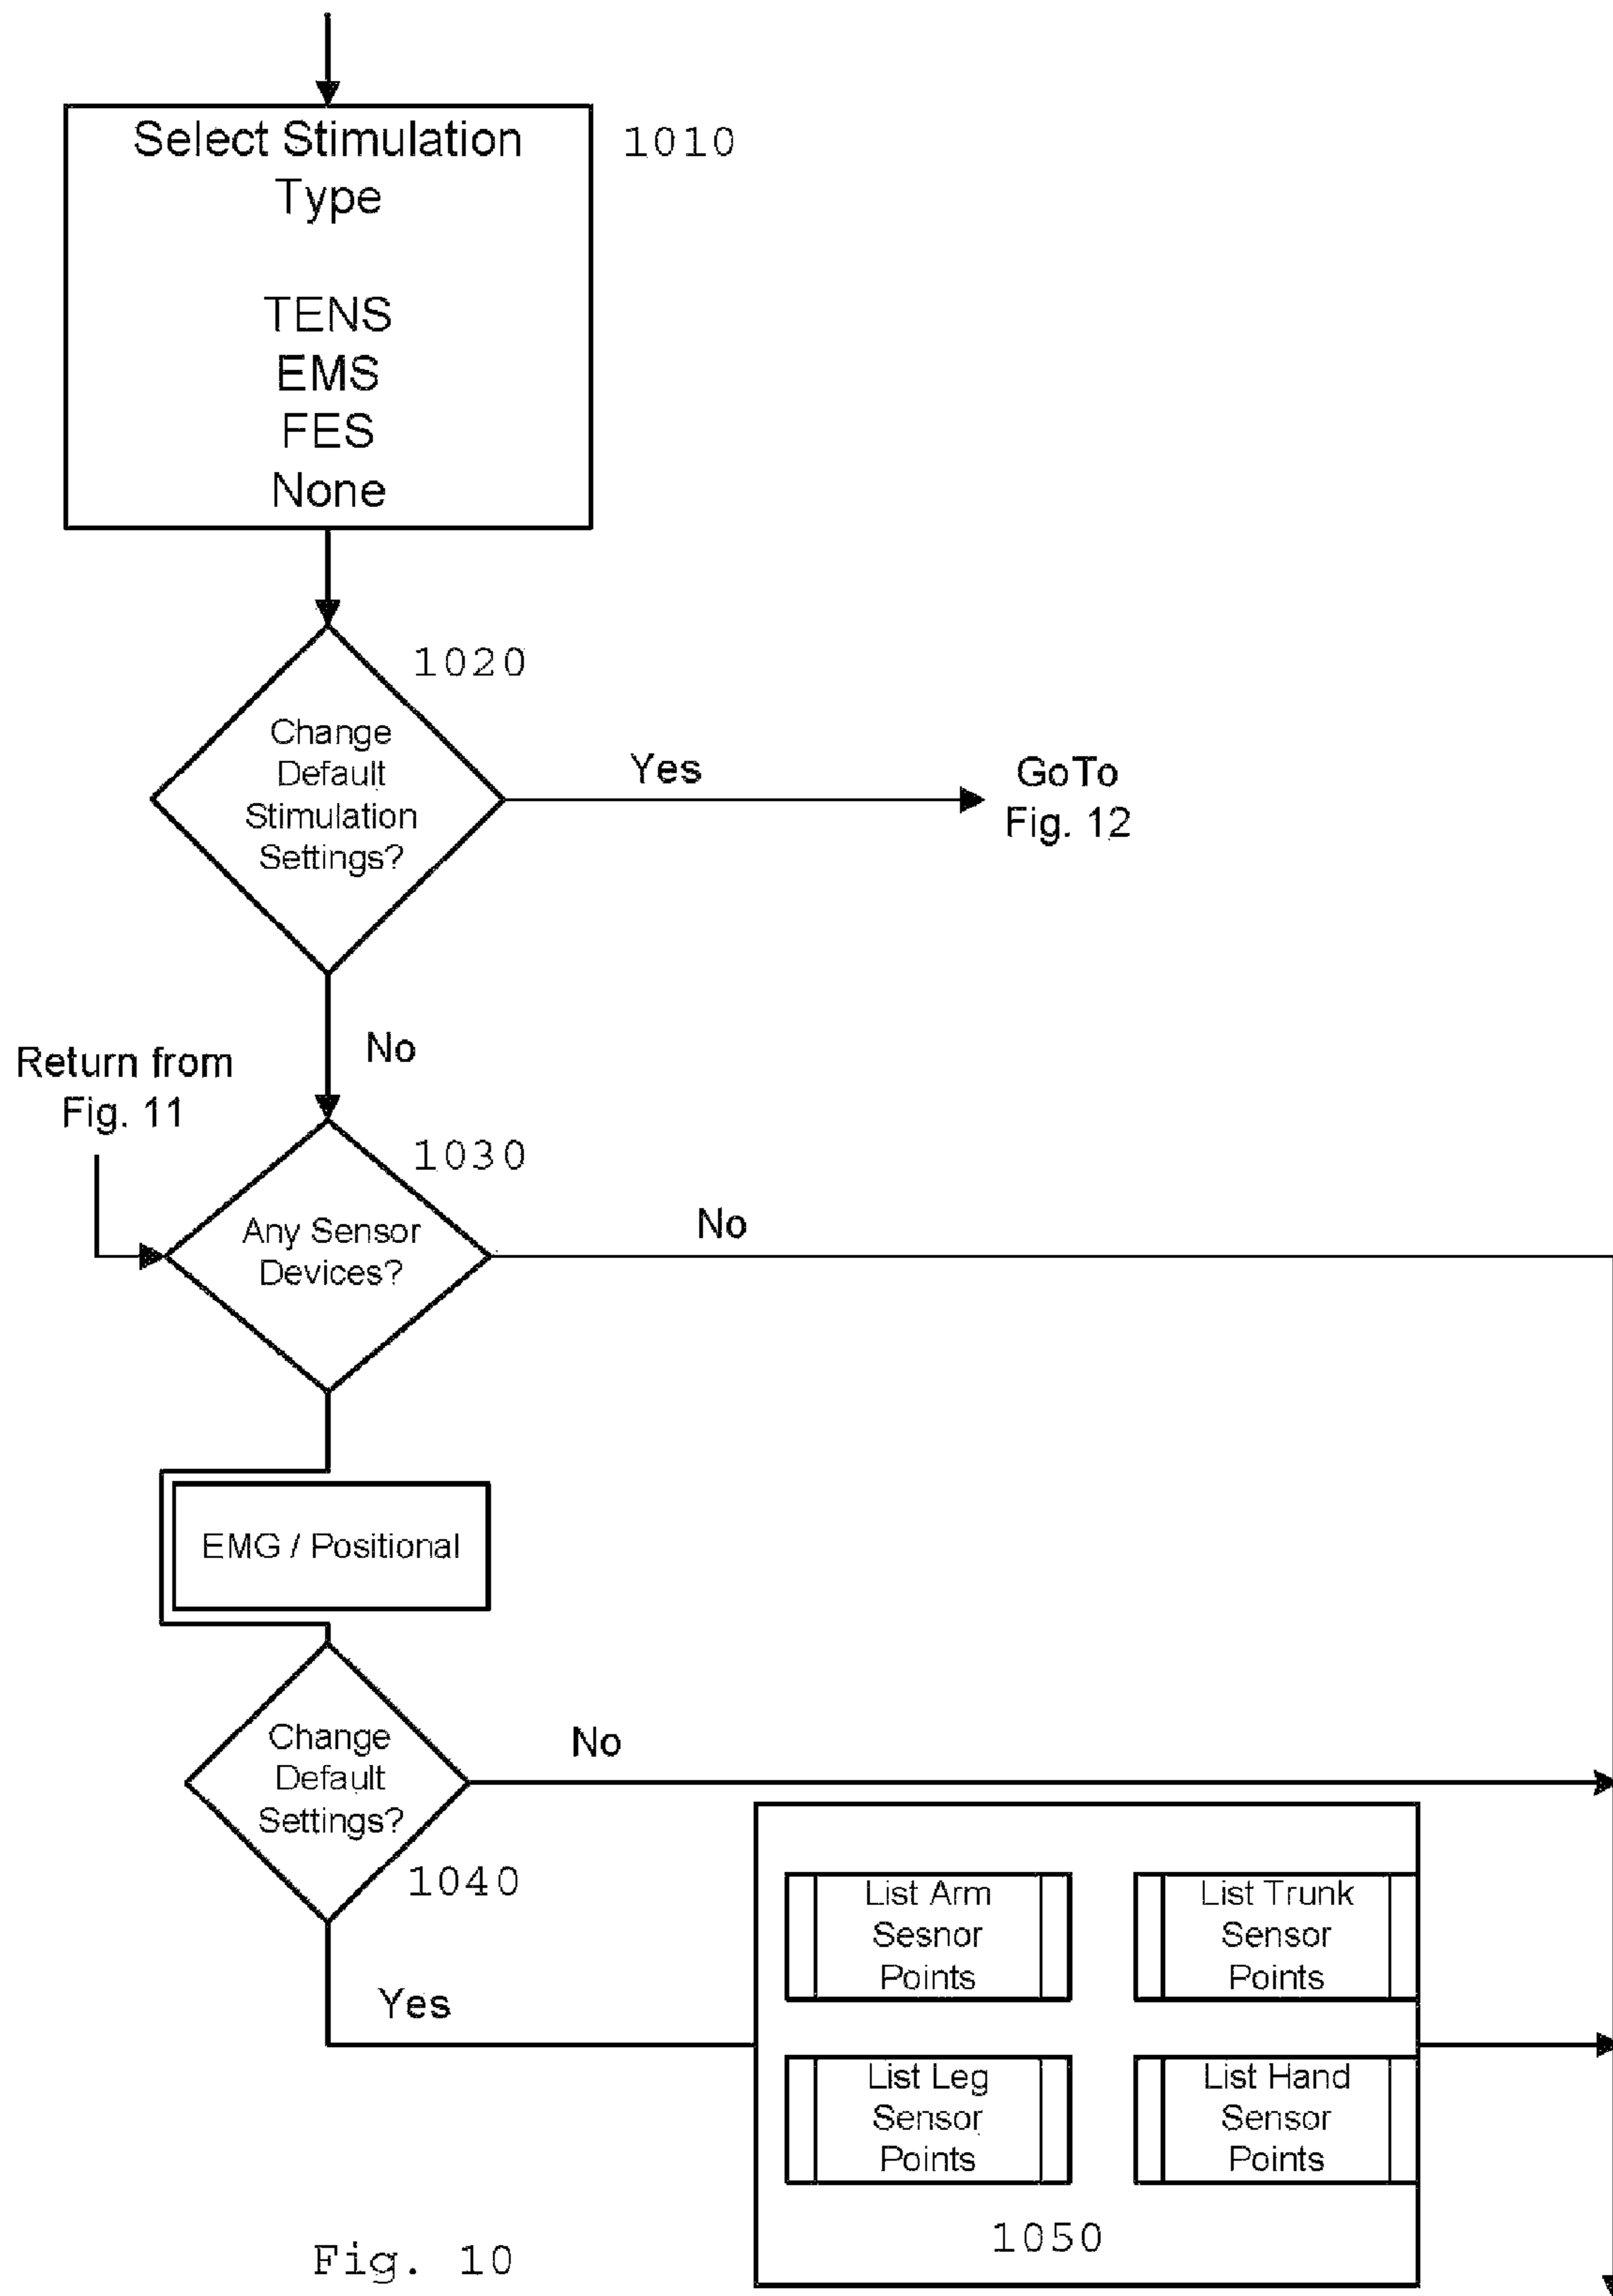 Select Stimulation
Type
1010
TENS
EMS
FES
None
1020
Change
Default
Stimulation
Settings?
Yes
GoTo
Fig. 12
No
Return from
Fig. 11
1030
Any Sensor
Devices?
No
EMG / Positional
Change
Default
Settings?
No
1040
Yes
List Arm
Sesnor
Points
List Trunk
Sensor
Points
List Leg
Sensor
Points
List Hand
Sensor
Points
1050
Fig. 10